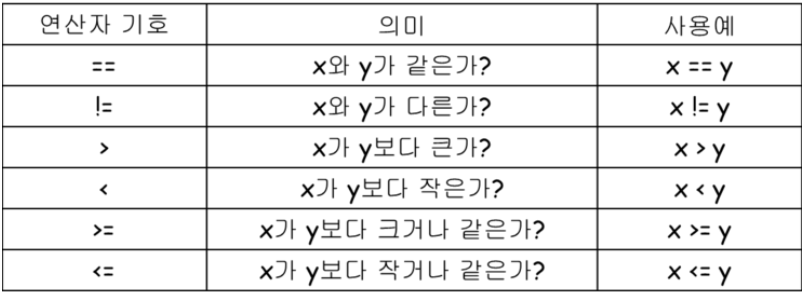 연산자 기호 의미 사용예
== x와 y가 같은가? x == y
!= x와 y가 다른가? x != y
> x가 y보다 큰가? x > y
< x가 y보다 작은가? x < y
>= x가 y보다 크거나 같은가? x >= y
<= x가 y보다 작거나 같은가? x <= y